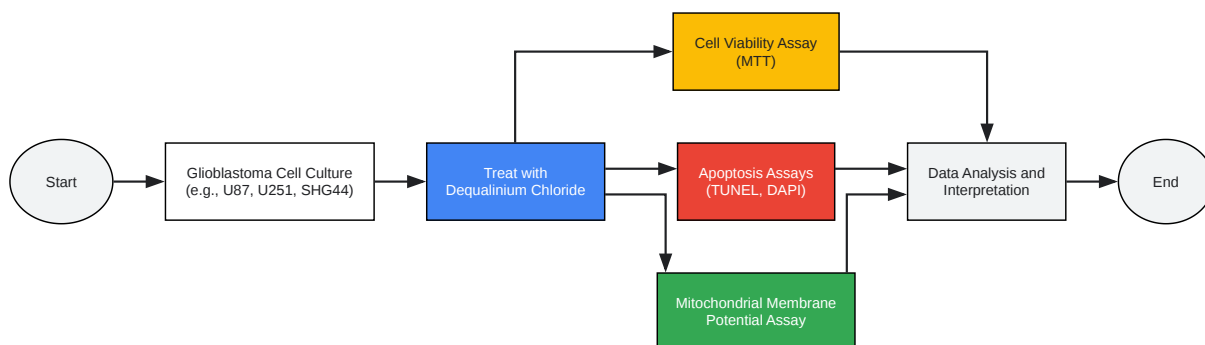 Start
Glioblastoma Cell Culture
(e.g., U87, U251, SHG44)
Treat with
Dequalinium Chloride
Cell Viability Assay
(MTT)
Apoptosis Assays
(TUNEL, DAPI)
Mitochondrial Membrane
Potential Assay
Data Analysis and
Interpretation
End